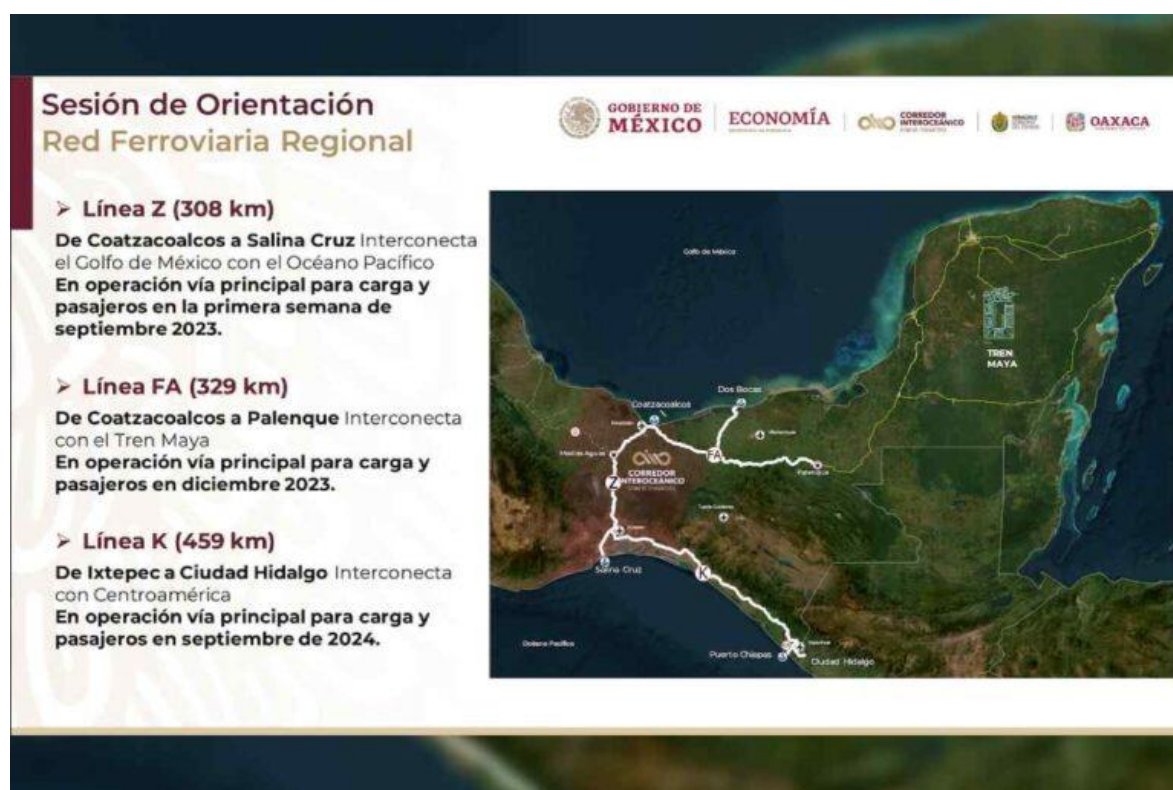 Sesión de Orientación
Red Ferroviaria Regional
GOBIERNO DE
MÉXICO
ECONOMÍA
CORREDOR
INTEROCEÁNICO
OAXACA
➢ Línea Z (308 km)
De Coatzacoalcos a Salina Cruz Interconecta
el Golfo de México con el Océano Pacífico
En operación vía principal para carga y
pasajeros en la primera semana de
septiembre 2023.
➢ Línea FA (329 km)
De Coatzacoalcos a Palenque Interconecta
con el Tren Maya
En operación vía principal para carga y
pasajeros en diciembre 2023.
➢ Línea K (459 km)
De Ixtepec a Ciudad Hidalgo Interconecta
con Centroamérica
En operación vía principal para carga y
pasajeros en septiembre de 2024.
Golfo de México
TREN
MAYA
Dos Bocas
Coatzacoalcos
Medias Aguas
FA
Palenque
CORREDOR
INTEROCEÁNICO
Z
Salina Cruz
K
Océano Pacífico
Puerto Chiapas
Ciudad Hidalgo